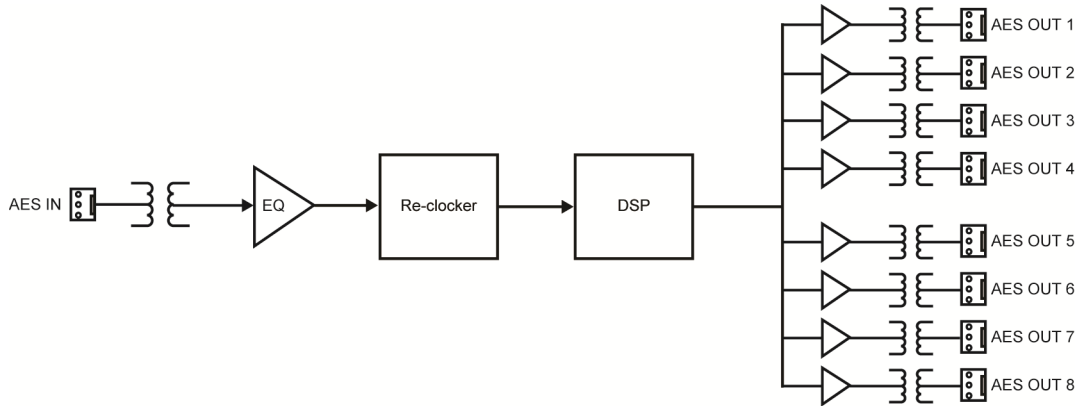 AES IN
EQ
Re-clocker
DSP
AES OUT 1
AES OUT 2
AES OUT 3
AES OUT 4
AES OUT 5
AES OUT 6
AES OUT 7
AES OUT 8